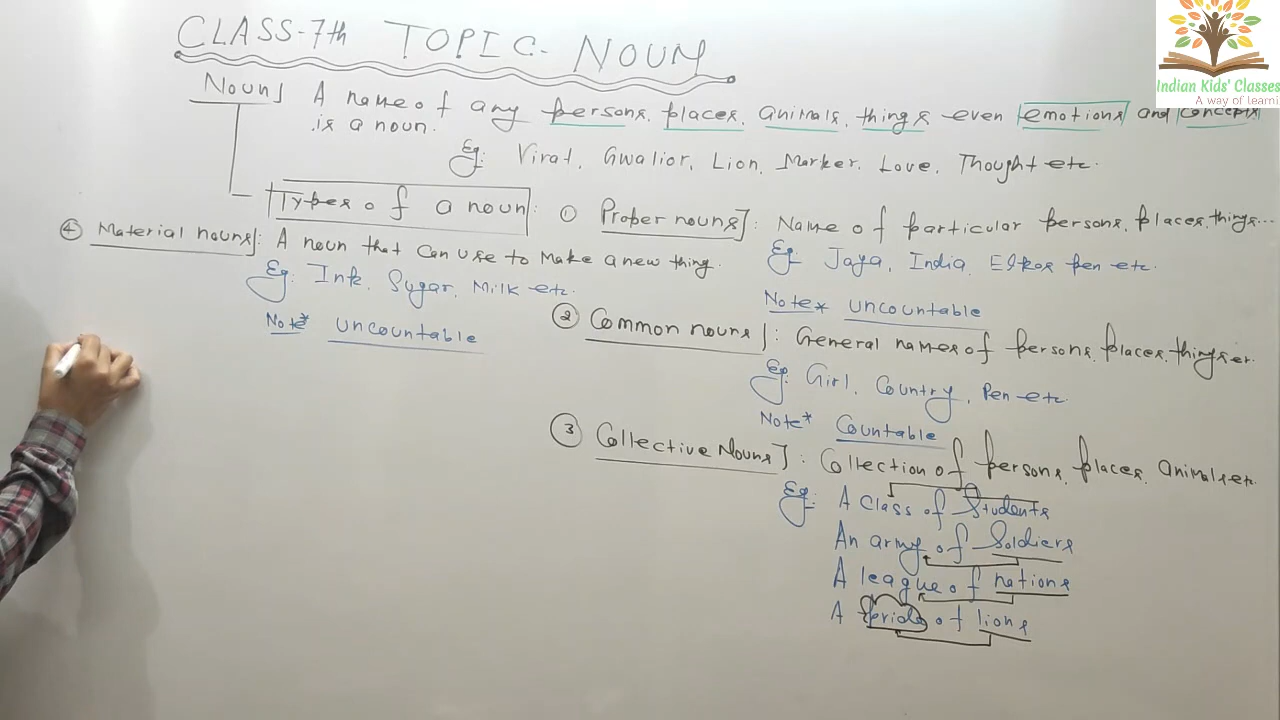 CLASS-7th TOPIC- NOUN
Indian Kids' Classes
A way of learni
Noun] A name of any persons, places, animals, things even emotions and concepts
is a noun.
Eg: Virat, Gwalior, Lion, Marker, Love, Thought etc.
Types of a noun: ① Proper nouns]: Name of particular persons, places, things...
Eg. Jaya, India, Elkos pen etc.
Note* uncountable
② Common nouns]: General names of persons, places, things etc.
Eg: Girl, Country, Pen etc
Note* Countable
③ Collective Nouns]: Collection of persons, places, animals etc.
Eg: A class of Students
An army of Soldiers
A league of nations
A pride of lions
④ Material nouns]: A noun that can use to make a new thing.
Eg: Ink, Sugar, Milk etc.
Note* uncountable